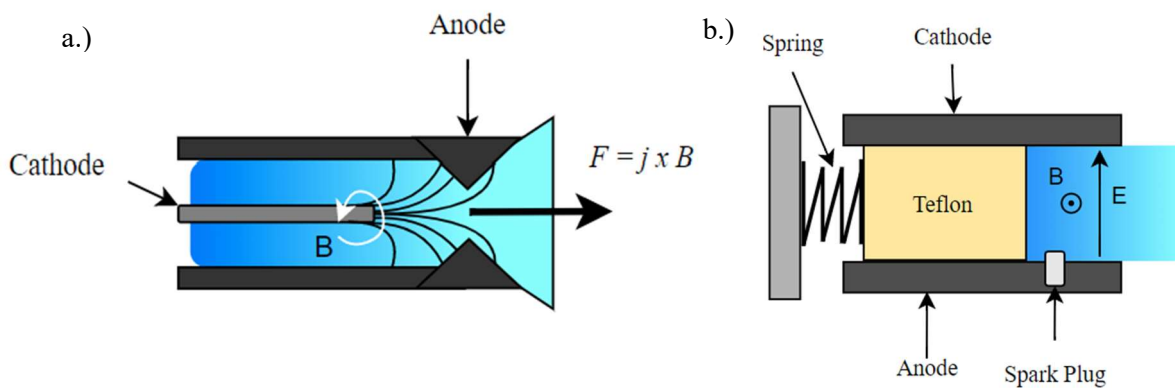 a.)
Anode
Cathode
B
F = j x B
b.)
Spring
Cathode
Teflon
B
E
Anode
Spark Plug